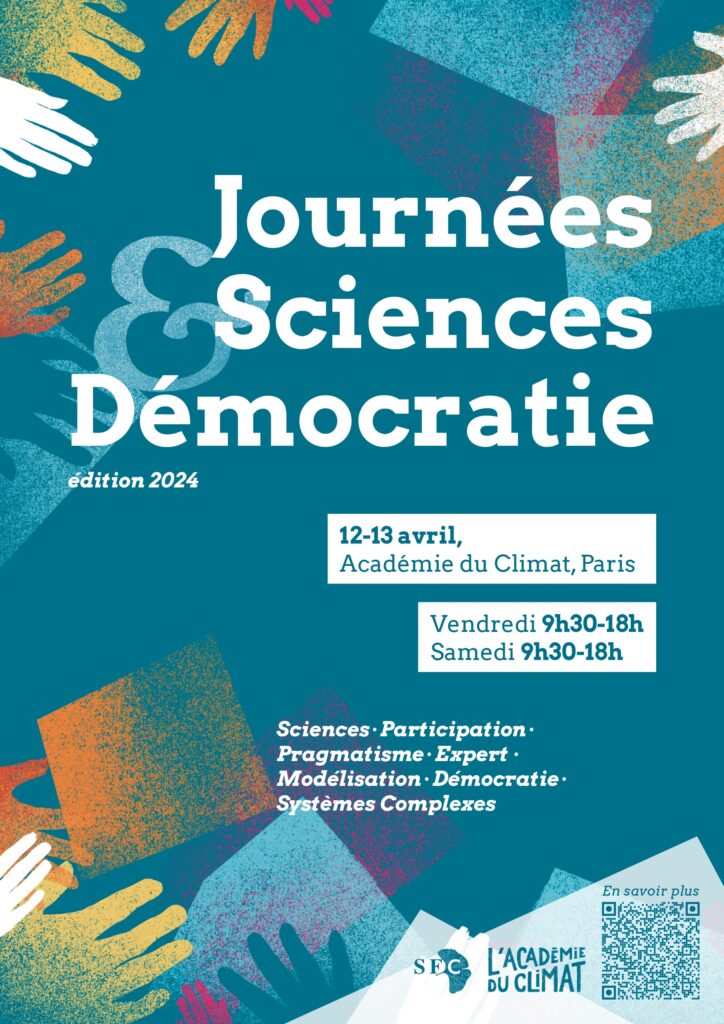 Journées
& Sciences
Démocratie
édition 2024
12-13 avril,
Académie du Climat, Paris
Vendredi 9h30-18h
Samedi 9h30-18h
Sciences · Participation ·
Pragmatisme · Expert ·
Modélisation · Démocratie ·
Systèmes Complexes
En savoir plus
SFC
L'ACADÉMIE
DU CLIMAT